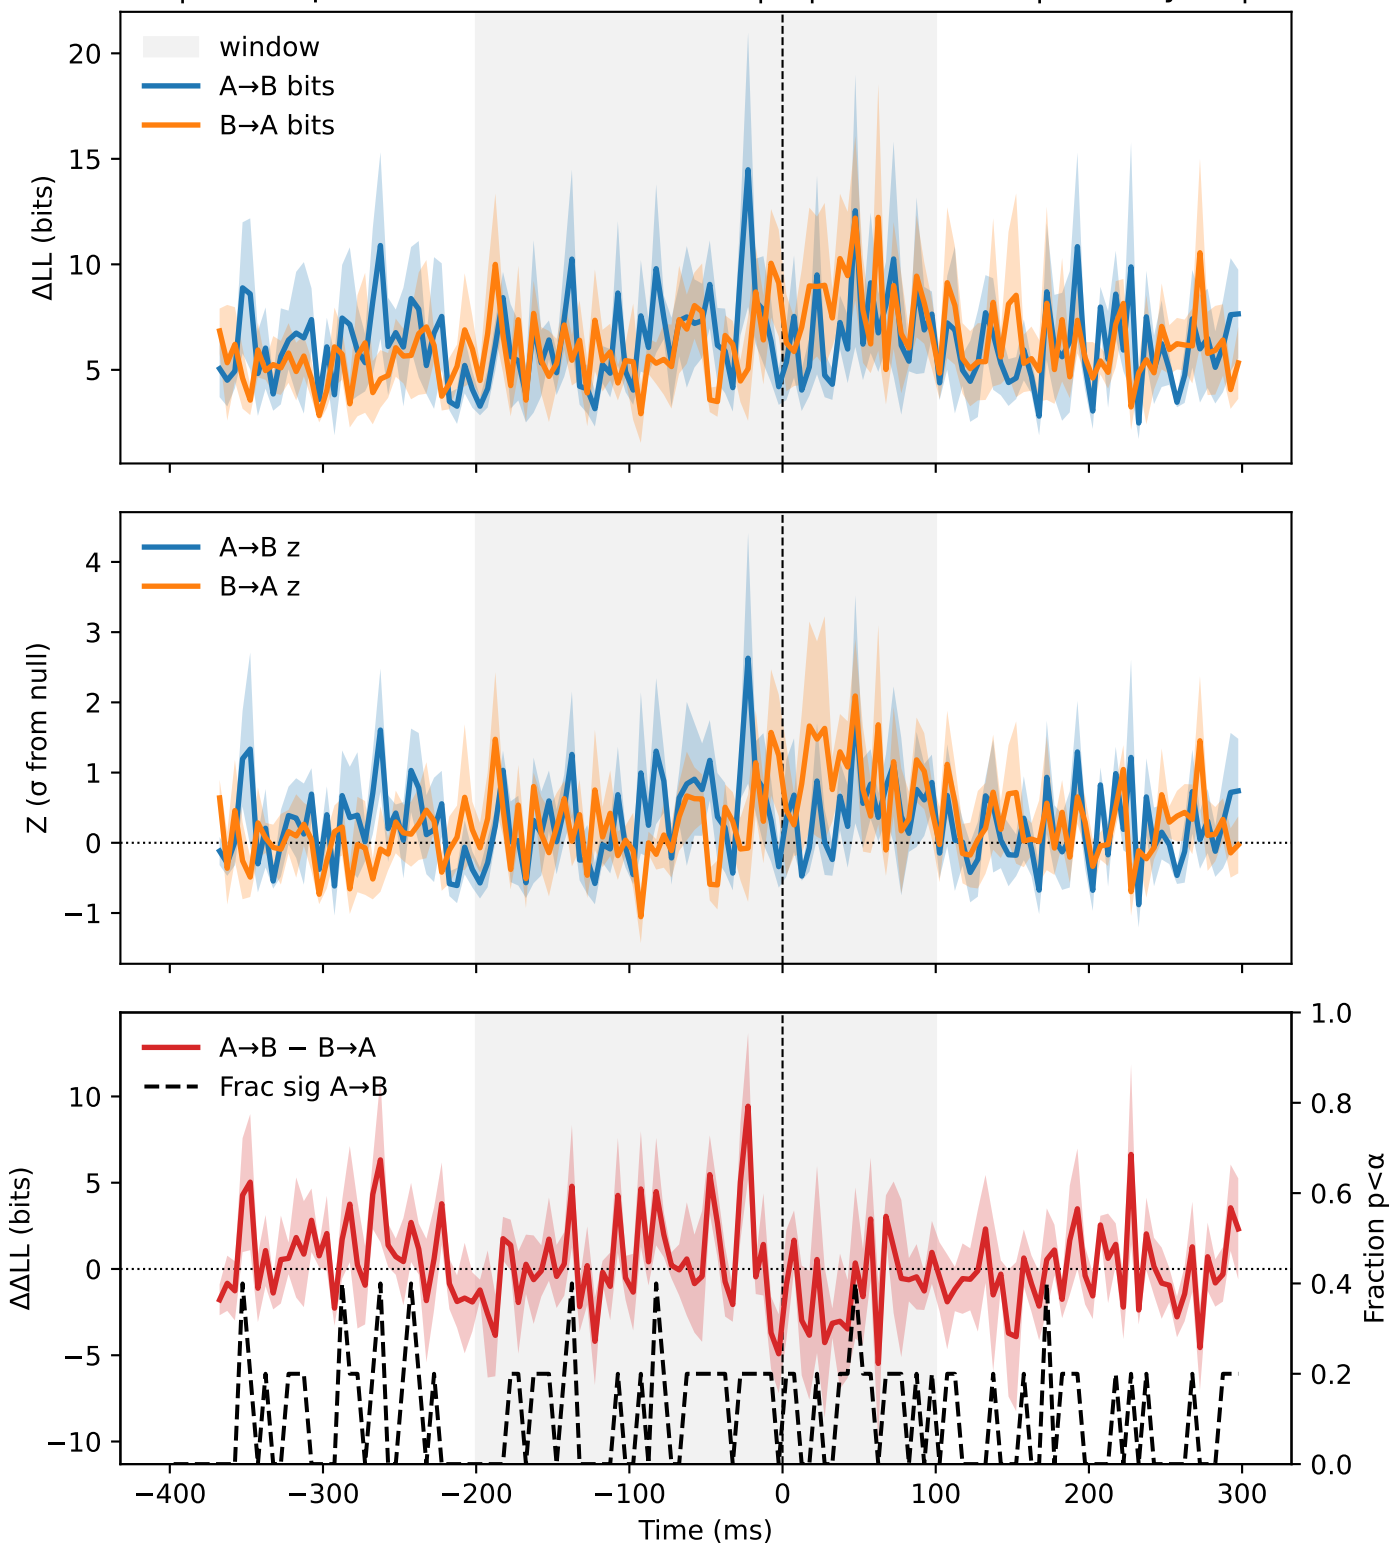 20
15
10
5
ΔLL (bits)
window
A→B bits
B→A bits
4
3
2
1
0
−1
Z (σ from null)
A→B z
B→A z
10
5
0
−5
−10
ΔΔLL (bits)
A→B − B→A
Frac sig A→B
1.0
0.8
0.6
0.4
0.2
0.0
Fraction p<α
−400
−300
−200
−100
0
100
200
300
Time (ms)